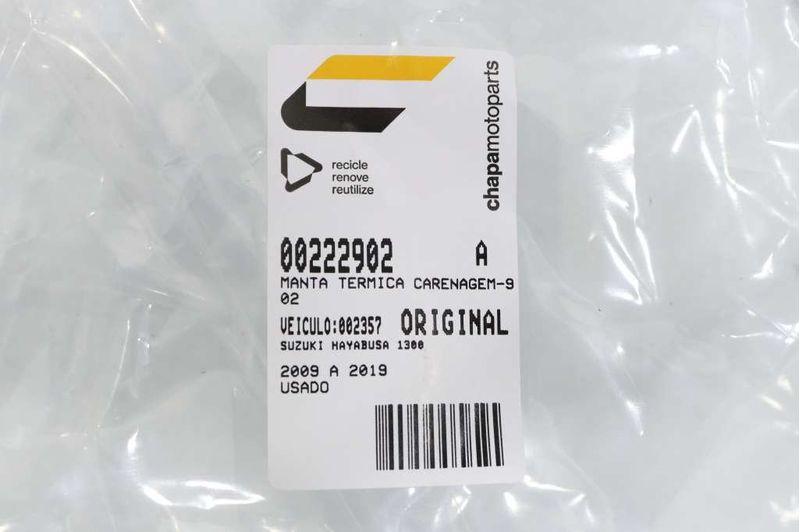 chapamotoparts
recicle
renove
reutilize
00222902 A
MANTA TERMICA CARENAGEM-9
02
VEICULO:002357 ORIGINAL
SUZUKI HAYABUSA 1300
2009 A 2019
USADO